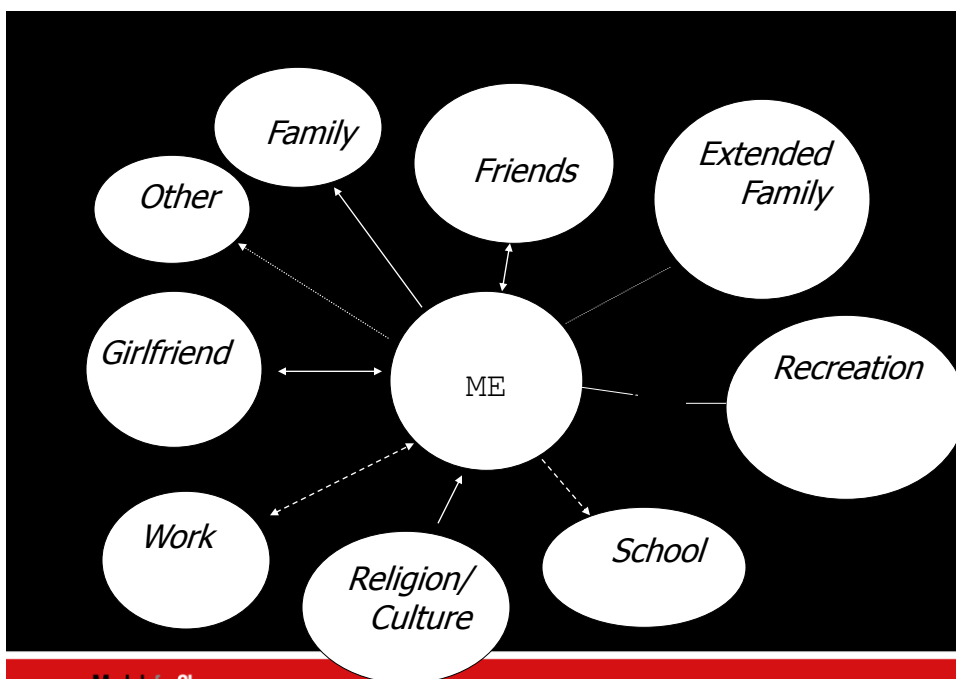 Family
Friends
Extended
Family
Other
Girlfriend
Recreation
ME
Work
School
Religion/
Culture